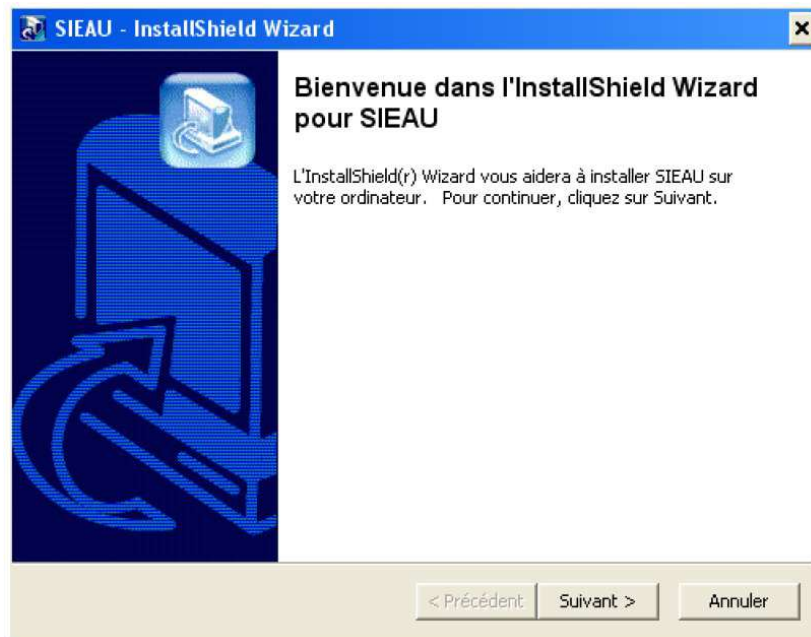 SIEAU - InstallShield Wizard
Bienvenue dans l'InstallShield Wizard
pour SIEAU
L'InstallShield(r) Wizard vous aidera à installer SIEAU sur
votre ordinateur. Pour continuer, cliquez sur Suivant.
< Précédent
Suivant >
Annuler